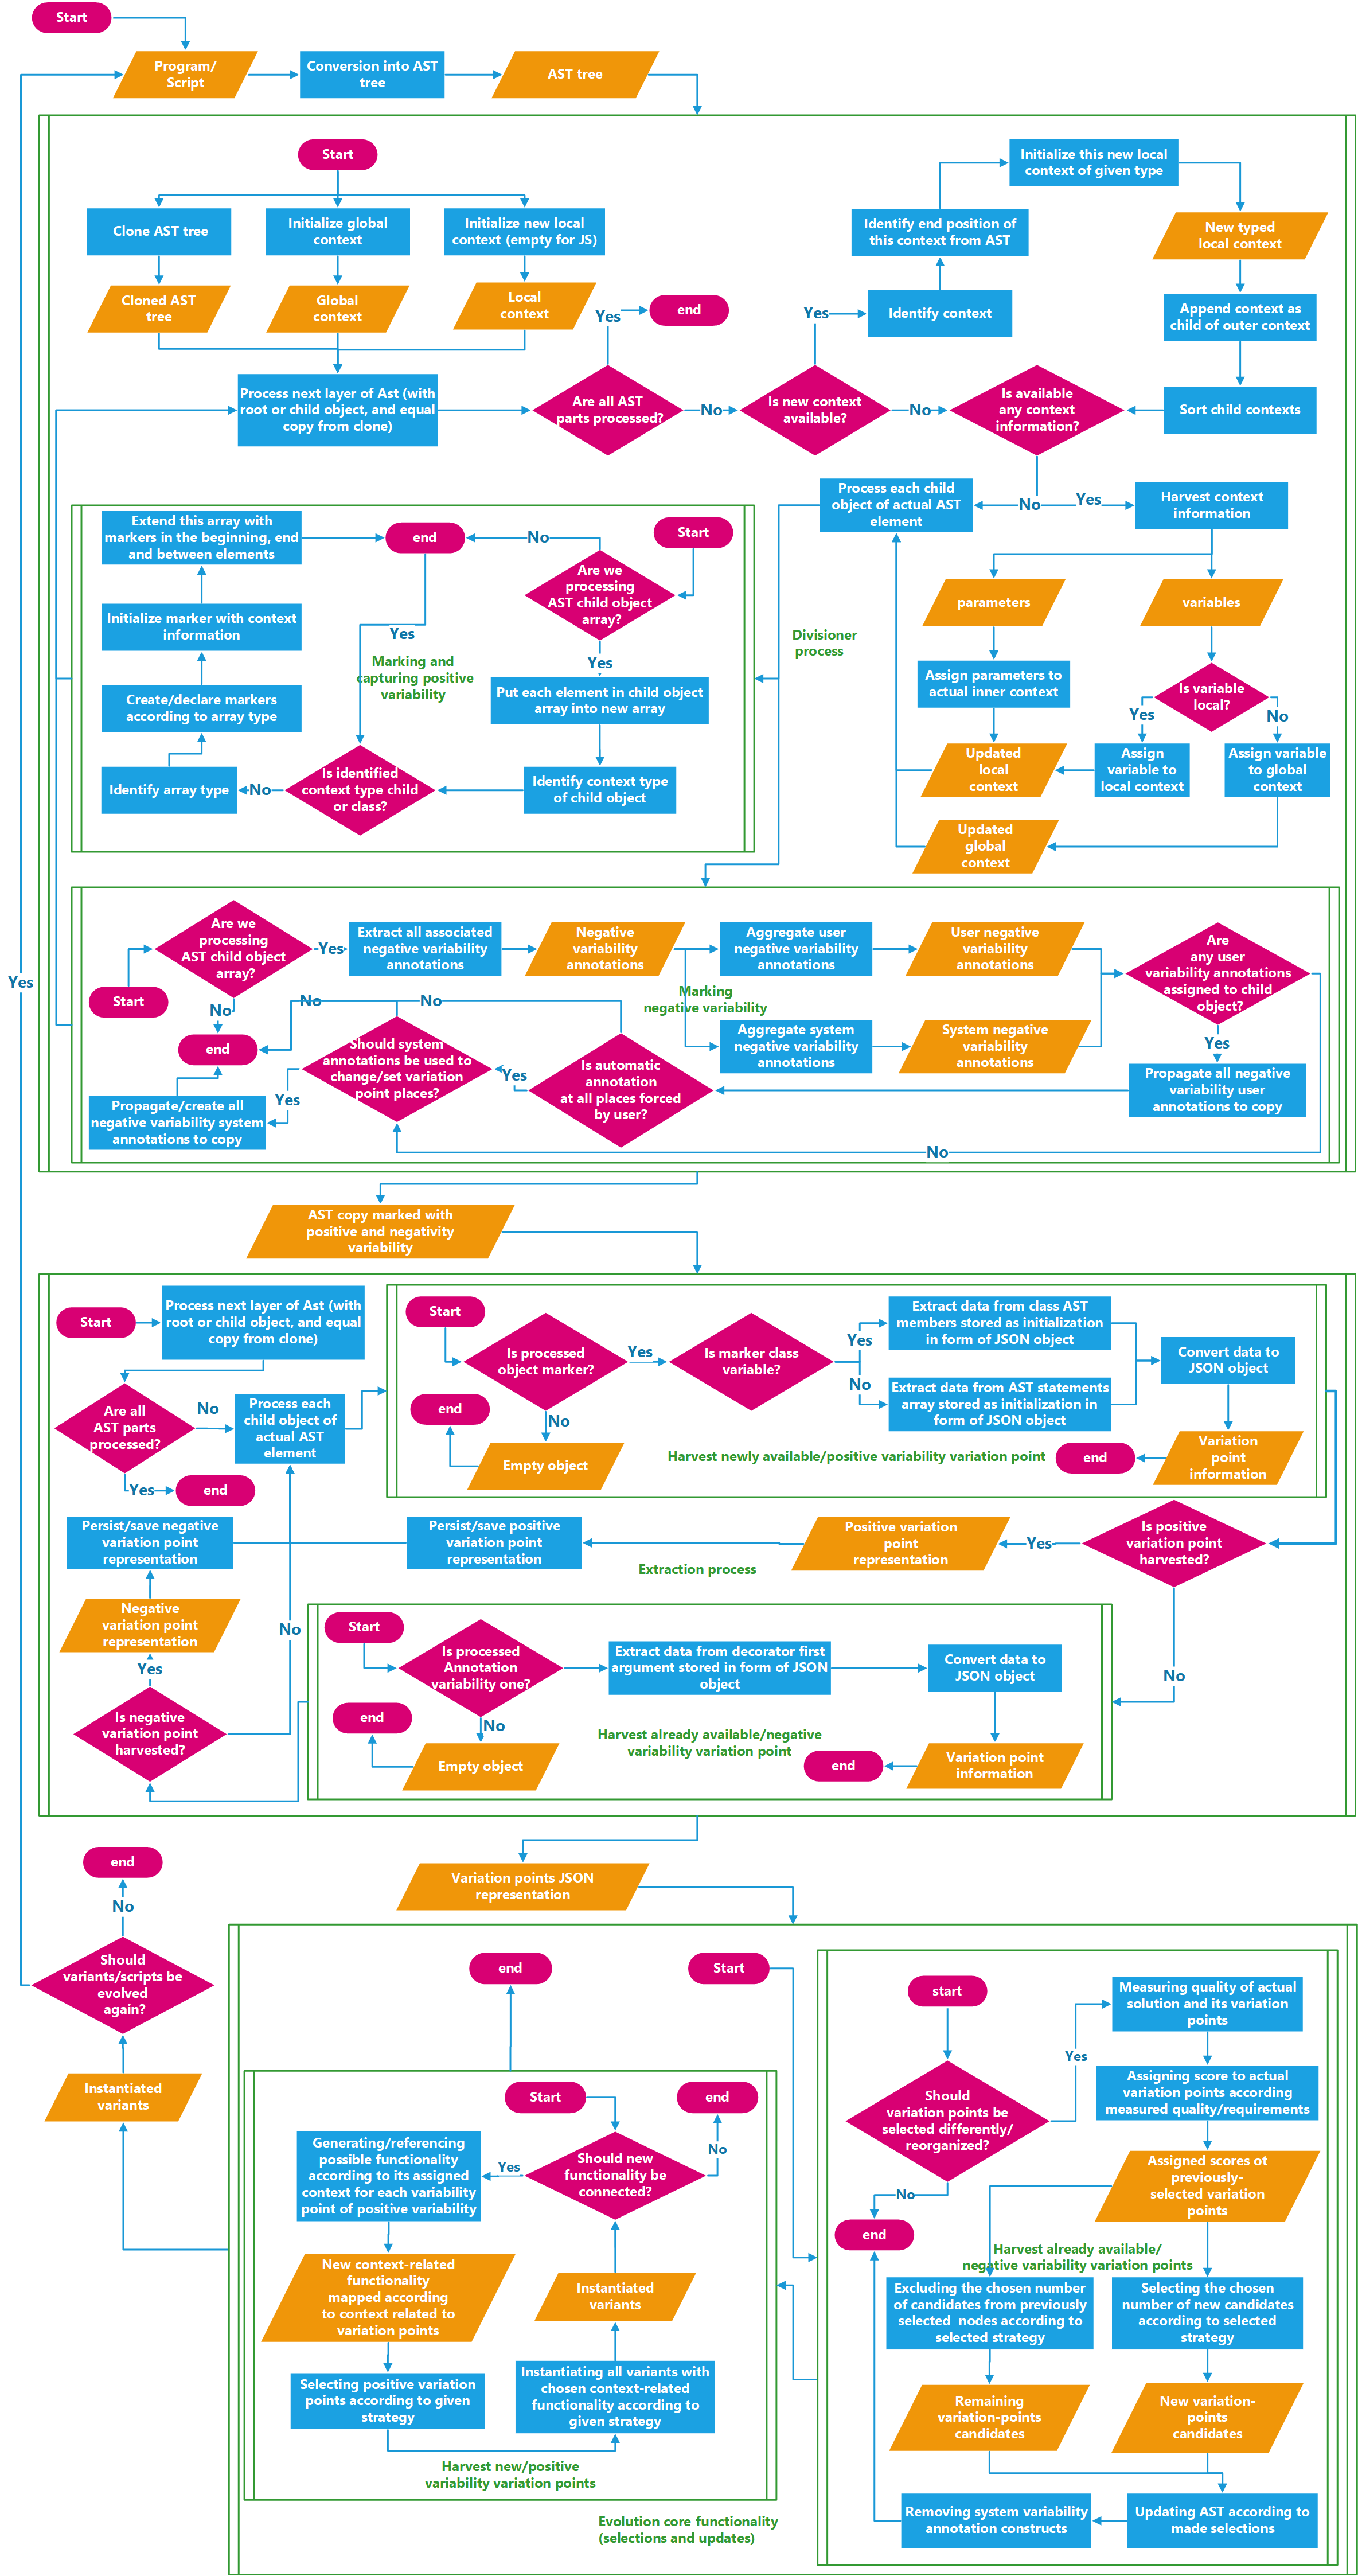 Start
Program/
Script
Conversion into AST
tree
AST tree
Start
Clone AST tree
Initialize global
context
Initialize new local
context (empty for JS)
Cloned AST
tree
Global
context
Local
context
Process next layer of Ast (with
root or child object, and equal
copy from clone)
Are all AST
parts processed?
Yes
end
No
Is new context
available?
Yes
Identify context
Identify end position of
this context from AST
Initialize this new local
context of given type
New typed
local context
Append context as
child of outer context
Sort child contexts
No
Is available
any context
information?
No
Yes
Process each child
object of actual AST
element
Harvest context
information
parameters
variables
Assign parameters to
actual inner context
Is variable
local?
Yes
No
Updated
local
context
Assign
variable to
local context
Assign variable
to global
context
Updated
global
context
Divisioner
process
Extend this array with
markers in the beginning, end
and between elements
end
No
Start
Are we
processing
AST child object
array?
Initialize marker with context
information
Yes
Marking and
capturing positive
variability
Yes
Create/declare markers
according to array type
Put each element in child object
array into new array
Identify array type
No
Is identified
context type child
or class?
Identify context type
of child object
Are we
processing
AST child object
array?
Yes
Extract all associated
negative variability
annotations
Negative
variability
annotations
Aggregate user
negative variability
annotations
User negative
variability
annotations
Are
any user
variability annotations
assigned to child
object?
Start
No
No
No
Marking
negative variability
end
Should system
annotations be used to
change/set variation
point places?
Yes
Is automatic
annotation
at all places forced
by user?
Aggregate system
negative variability
annotations
System negative
variability
annotations
Yes
Yes
Propagate/create all
negative variability system
annotations to copy
Propagate all negative
variability user
annotations to copy
No
Yes
AST copy marked with
positive and negativity
variability
Start
Process next layer of Ast (with
root or child object, and equal
copy from clone)
Are all
AST parts
processed?
No
Process each
child object of
actual AST
element
Yes
end
Start
Is processed
object marker?
Yes
Is marker class
variable?
Yes
No
Extract data from class AST
members stored as initialization
in form of JSON object
Extract data from AST statements
array stored as initialization in
form of JSON object
Convert data to
JSON object
end
No
Empty object
Harvest newly available/positive variability variation point
end
Variation
point
information
Persist/save negative
variation point
representation
Persist/save positive
variation point
representation
Positive variation
point
representation
Yes
Is positive
variation point
harvested?
Extraction process
Negative
variation point
representation
No
Yes
Is negative
variation point
harvested?
Start
Is processed
Annotation
variability one?
Extract data from decorator first
argument stored in form of JSON
object
Convert data to
JSON object
No
end
No
Empty object
Harvest already available/negative
variability variation point
end
Variation point
information
Variation points JSON
representation
end
No
Should
variants/scripts be
evolved
again?
Instantiated
variants
end
Start
Start
end
Should new
functionality be
connected?
Yes
No
Generating/referencing
possible functionality
according to its assigned
context for each variability
point of positive variability
New context-related
functionality
mapped according
to context related to
variation points
Instantiated
variants
Selecting positive variation
points according to given
strategy
Instantiating all variants with
chosen context-related
functionality according to
given strategy
Harvest new/positive
variability variation points
Evolution core functionality
(selections and updates)
start
Should
variation points be
selected differently/
reorganized?
Yes
Measuring quality of actual
solution and its variation
points
Assigning score to actual
variation points according
measured quality/requirements
Assigned scores ot
previously-
selected variation
points
No
end
Harvest already available/
negative variability variation points
Excluding the chosen number
of candidates from previously
selected nodes according to
selected strategy
Selecting the chosen
number of new candidates
according to selected
strategy
Remaining
variation-points
candidates
New variation-
points
candidates
Removing system variability
annotation constructs
Updating AST according to
made selections